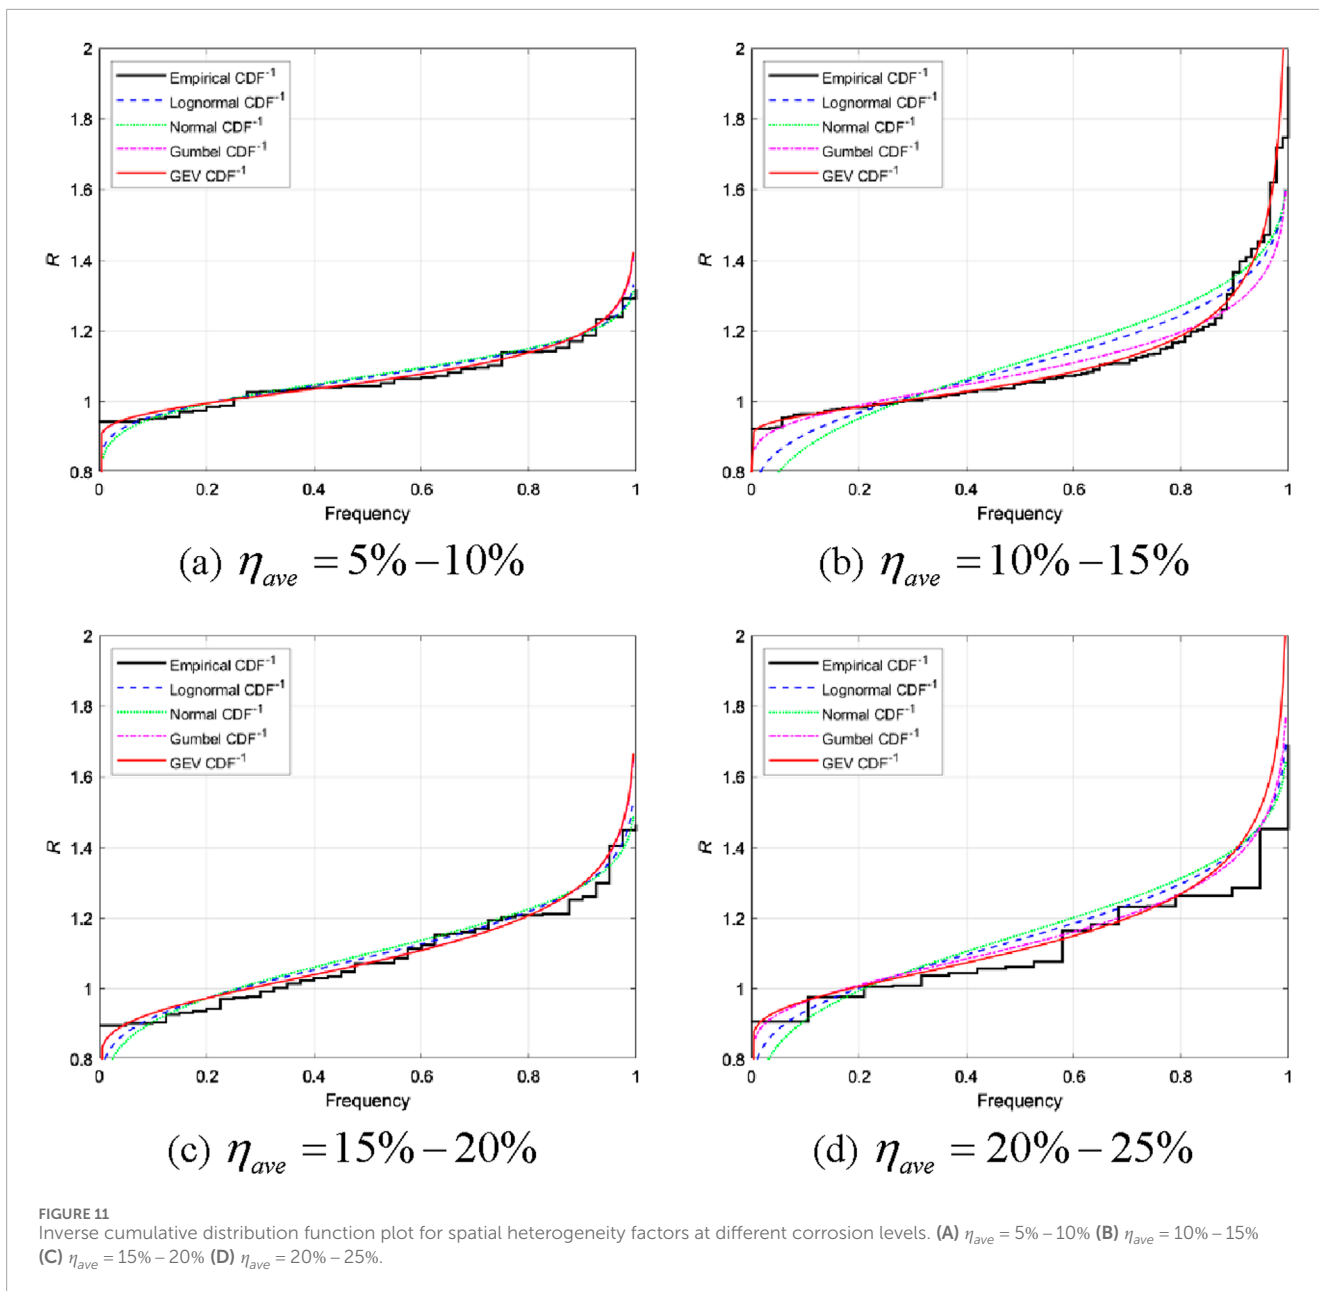 2
1.8
1.6
1.4
1.2
1
0.8
R
Empirical CDF⁻¹
Lognormal CDF⁻¹
Normal CDF⁻¹
Gumbel CDF⁻¹
GEV CDF⁻¹
0 0.2 0.4 0.6 0.8 1
Frequency
(a) η_ave = 5% – 10%
2
1.8
1.6
1.4
1.2
1
0.8
R
Empirical CDF⁻¹
Lognormal CDF⁻¹
Normal CDF⁻¹
Gumbel CDF⁻¹
GEV CDF⁻¹
0 0.2 0.4 0.6 0.8 1
Frequency
(b) η_ave = 10% – 15%
2
1.8
1.6
1.4
1.2
1
0.8
R
Empirical CDF⁻¹
Lognormal CDF⁻¹
Normal CDF⁻¹
Gumbel CDF⁻¹
GEV CDF⁻¹
0 0.2 0.4 0.6 0.8 1
Frequency
(c) η_ave = 15% – 20%
2
1.8
1.6
1.4
1.2
1
0.8
R
Empirical CDF⁻¹
Lognormal CDF⁻¹
Normal CDF⁻¹
Gumbel CDF⁻¹
GEV CDF⁻¹
0 0.2 0.4 0.6 0.8 1
Frequency
(d) η_ave = 20% – 25%
FIGURE 11
Inverse cumulative distribution function plot for spatial heterogeneity factors at different corrosion levels. (A) η_ave = 5% – 10% (B) η_ave = 10% – 15%
(C) η_ave = 15% – 20% (D) η_ave = 20% – 25%.